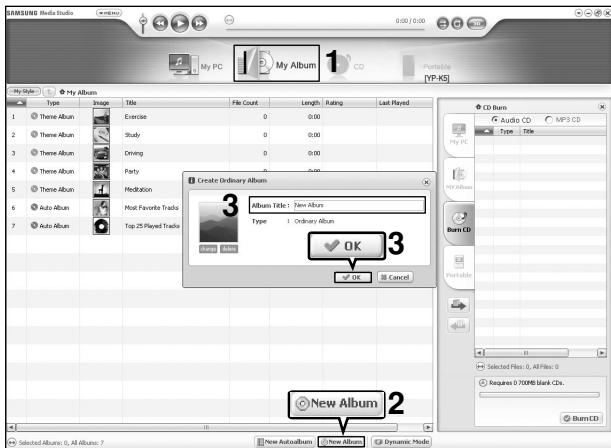 SAMSUNG Media Studio
MENU
0:00 / 0:00
My PC
My Album
1
CD
Portable
[YP-K5]
My Style
My Album
Type Image Title File Count Length Rating Last Played
1 Theme Album Exercise 0 0:00
2 Theme Album Study 0 0:00
3 Theme Album Driving 0 0:00
4 Theme Album Party 0 0:00
5 Theme Album Meditation 0 0:00
6 Auto Album Most Favorite Tracks
7 Auto Album Top 25 Played Tracks
Create Ordinary Album
3
Album Title : New Album
Type : Ordinary Album
change delete
OK
3
OK Cancel
CD Burn
Audio CD MP3 CD
Type Title
My PC
MY Album
Burn CD
Portable
Selected Files: 0, All Files: 0
Requires 0 700MB blank CDs.
Burn CD
New Album
2
Selected Albums: 0, All Albums: 7
New Autoalbum New Album Dynamic Mode